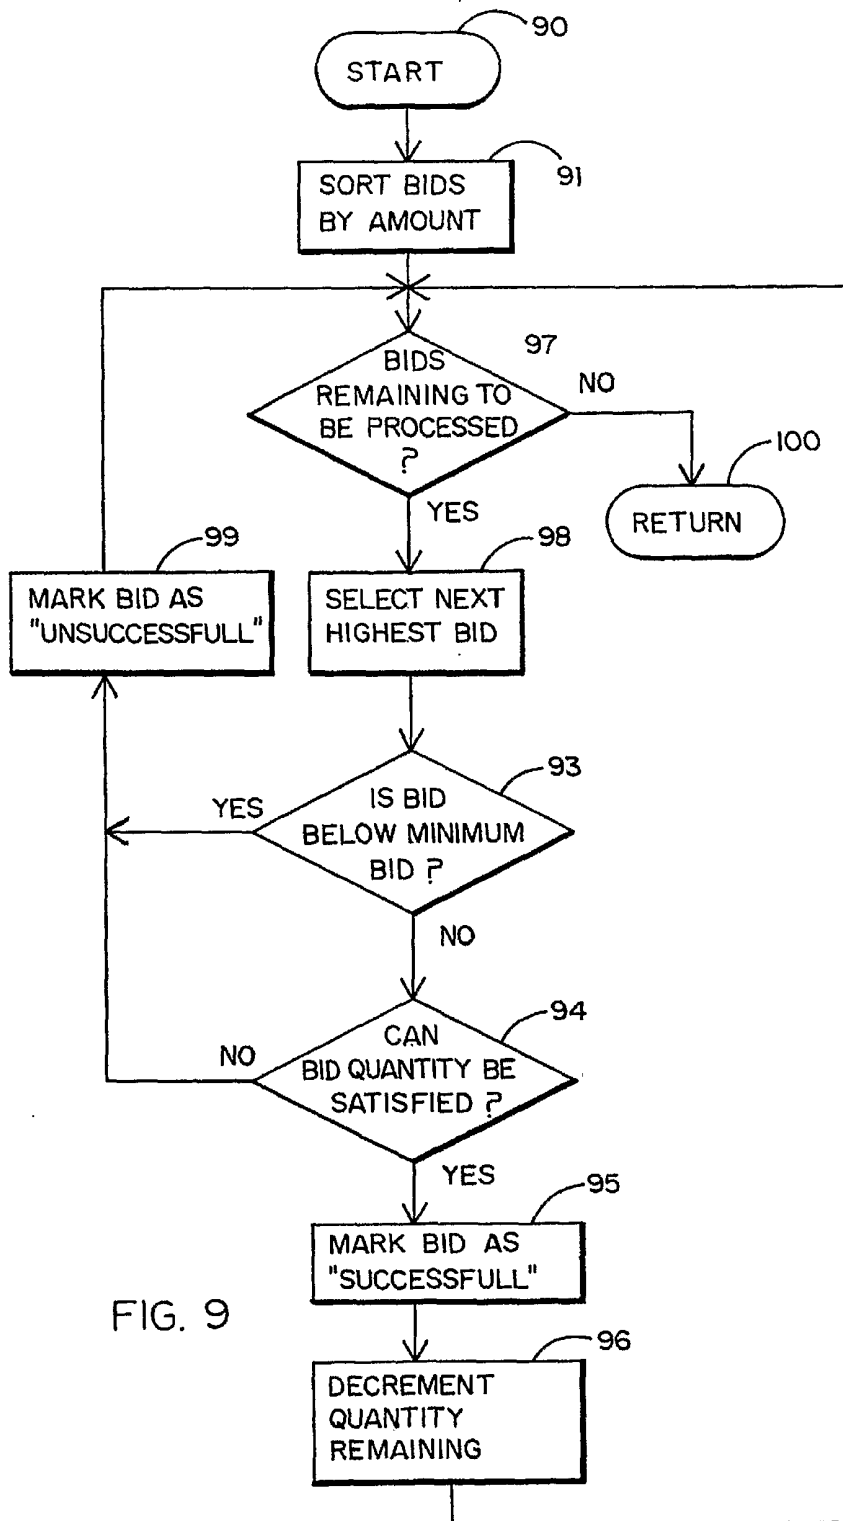 90
START
91
SORT BIDS
BY AMOUNT
97
BIDS
REMAINING TO
BE PROCESSED
?
NO
100
RETURN
YES
99
MARK BID AS
"UNSUCCESSFULL"
98
SELECT NEXT
HIGHEST BID
93
YES
IS BID
BELOW MINIMUM
BID ?
NO
94
NO
CAN
BID QUANTITY BE
SATISFIED ?
YES
95
MARK BID AS
"SUCCESSFULL"
FIG. 9
96
DECREMENT
QUANTITY
REMAINING